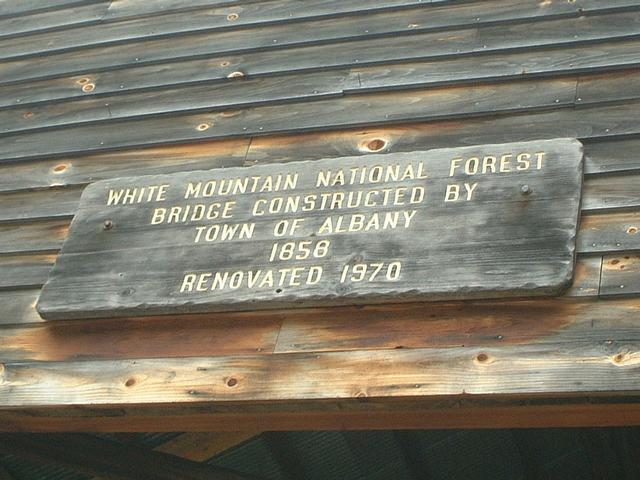 WHITE MOUNTAIN NATIONAL FOREST
BRIDGE CONSTRUCTED BY
TOWN OF ALBANY
1858
RENOVATED 1970